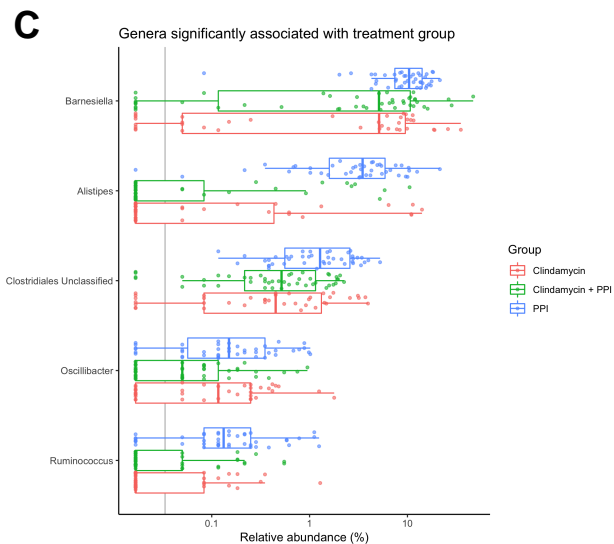 C
Genera significantly associated with treatment group
Barnesiella
Alistipes
Clostridiales Unclassified
Oscillibacter
Ruminococcus
0.1
1
10
Relative abundance (%)
Group
Clindamycin
Clindamycin + PPI
PPI